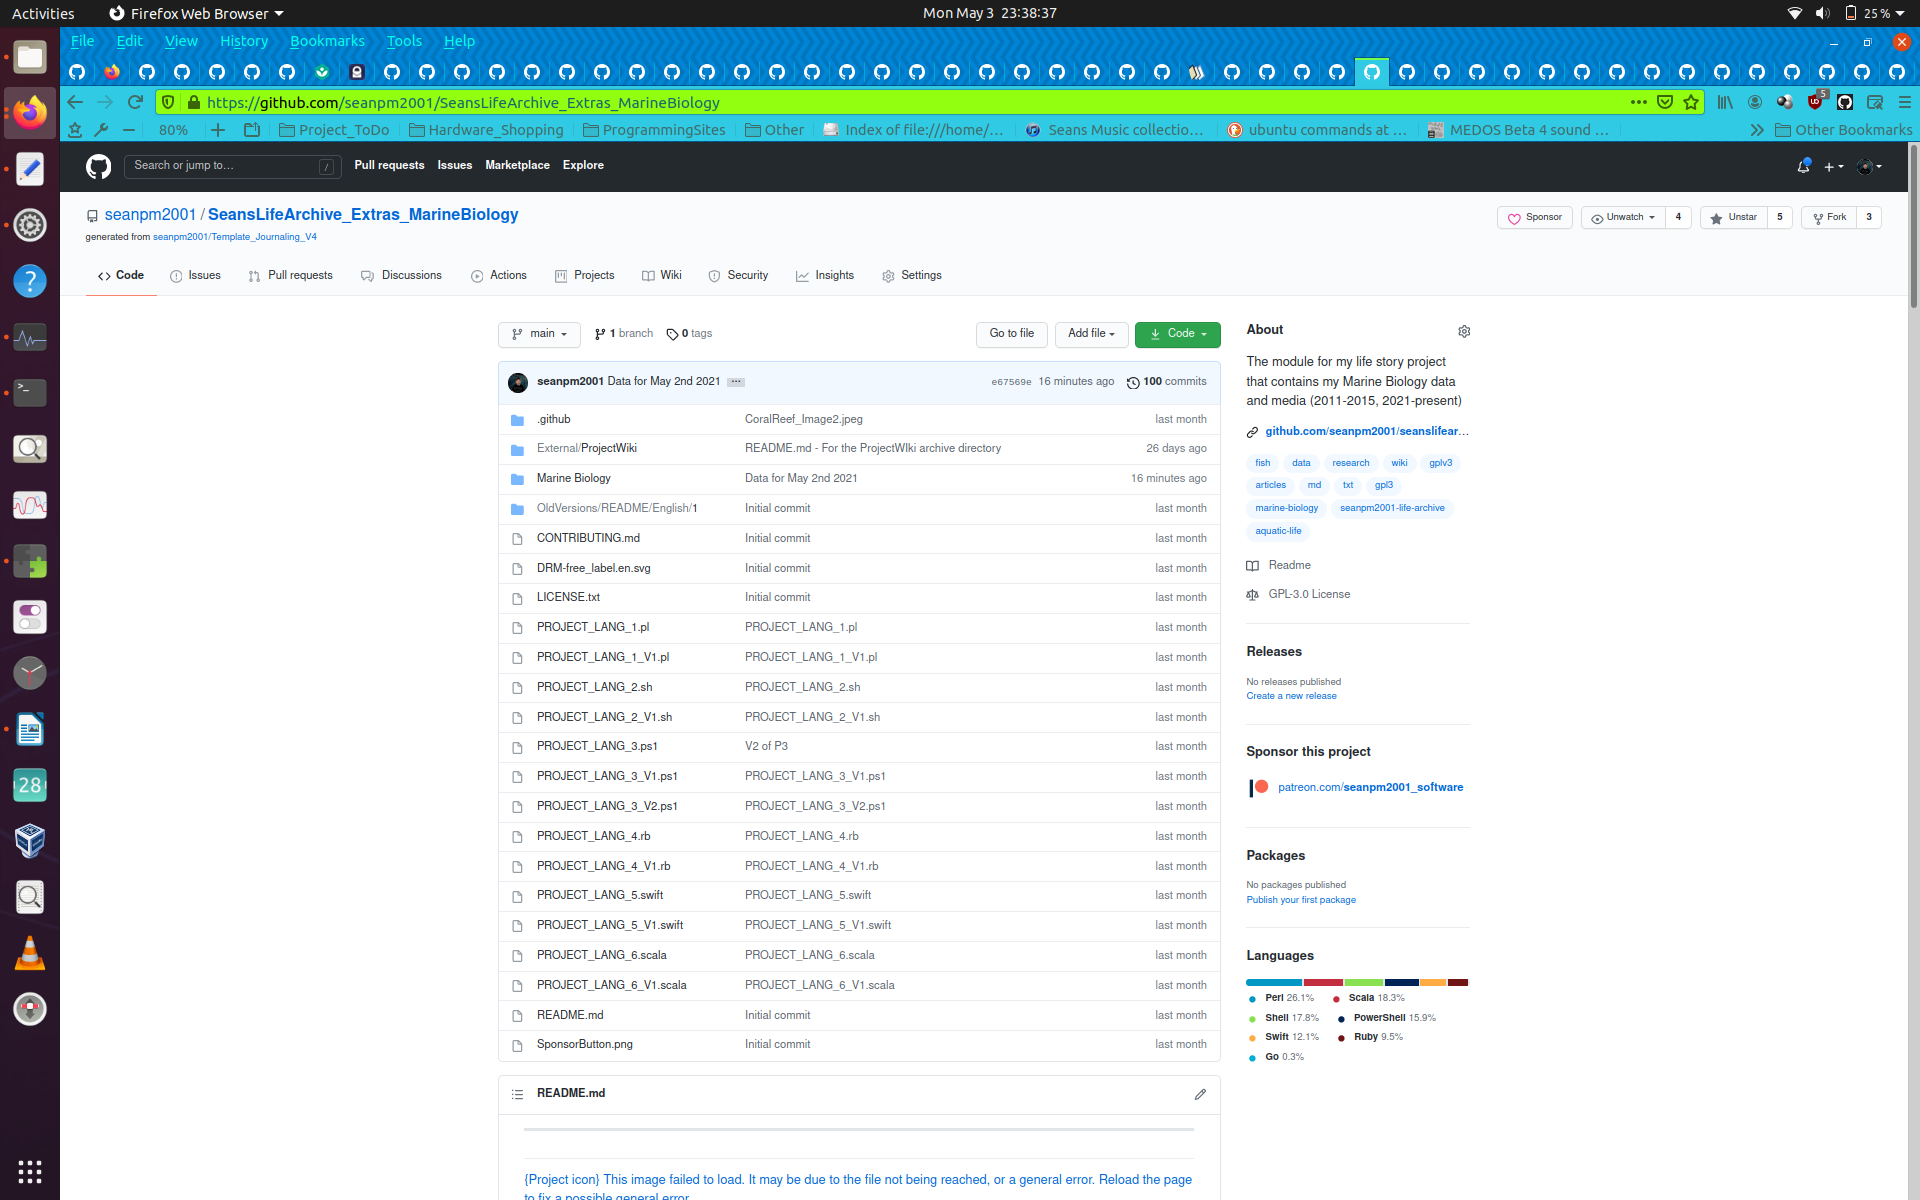 Activities
Firefox Web Browser
Mon May 3 23:38:37
25 %
File Edit View History Bookmarks Tools Help
https://github.com/seanpm2001/SeansLifeArchive_Extras_MarineBiology
5
80%
Project_ToDo
Hardware_Shopping
ProgrammingSites
Other
Index of file:///home/...
Seans Music collectio...
ubuntu commands at ...
MEDOS Beta 4 sound ...
Other Bookmarks
Search or jump to... /
Pull requests Issues Marketplace Explore
seanpm2001 / SeansLifeArchive_Extras_MarineBiology
Sponsor
Unwatch 4
Unstar 5
Fork 3
generated from seanpm2001/Template_Journaling_V4
Code Issues Pull requests Discussions Actions Projects Wiki Security Insights Settings
main
1 branch 0 tags
Go to file
Add file
Code
seanpm2001 Data for May 2nd 2021 ... e67569e 16 minutes ago 100 commits
.github CoralReef_Image2.jpeg last month
External/ProjectWiki README.md - For the ProjectWIki archive directory 26 days ago
Marine Biology Data for May 2nd 2021 16 minutes ago
OldVersions/README/English/1 Initial commit last month
CONTRIBUTING.md Initial commit last month
DRM-free_label.en.svg Initial commit last month
LICENSE.txt Initial commit last month
PROJECT_LANG_1.pl PROJECT_LANG_1.pl last month
PROJECT_LANG_1_V1.pl PROJECT_LANG_1_V1.pl last month
PROJECT_LANG_2.sh PROJECT_LANG_2.sh last month
PROJECT_LANG_2_V1.sh PROJECT_LANG_2_V1.sh last month
PROJECT_LANG_3.ps1 V2 of P3 last month
PROJECT_LANG_3_V1.ps1 PROJECT_LANG_3_V1.ps1 last month
PROJECT_LANG_3_V2.ps1 PROJECT_LANG_3_V2.ps1 last month
PROJECT_LANG_4.rb PROJECT_LANG_4.rb last month
PROJECT_LANG_4_V1.rb PROJECT_LANG_4_V1.rb last month
PROJECT_LANG_5.swift PROJECT_LANG_5.swift last month
PROJECT_LANG_5_V1.swift PROJECT_LANG_5_V1.swift last month
PROJECT_LANG_6.scala PROJECT_LANG_6.scala last month
PROJECT_LANG_6_V1.scala PROJECT_LANG_6_V1.scala last month
README.md Initial commit last month
SponsorButton.png Initial commit last month
README.md
{Project icon} This image failed to load. It may be due to the file not being reached, or a general error. Reload the page
to fix a possible general error.
About
The module for my life story project
that contains my Marine Biology data
and media (2011-2015, 2021-present)
github.com/seanpm2001/seanslifear...
fish data research wiki gplv3
articles md txt gpl3
marine-biology seanpm2001-life-archive
aquatic-life
Readme
GPL-3.0 License
Releases
No releases published
Create a new release
Sponsor this project
patreon.com/seanpm2001_software
Packages
No packages published
Publish your first package
Languages
Perl 26.1% Scala 18.3%
Shell 17.8% PowerShell 15.9%
Swift 12.1% Ruby 9.5%
Go 0.3%
28